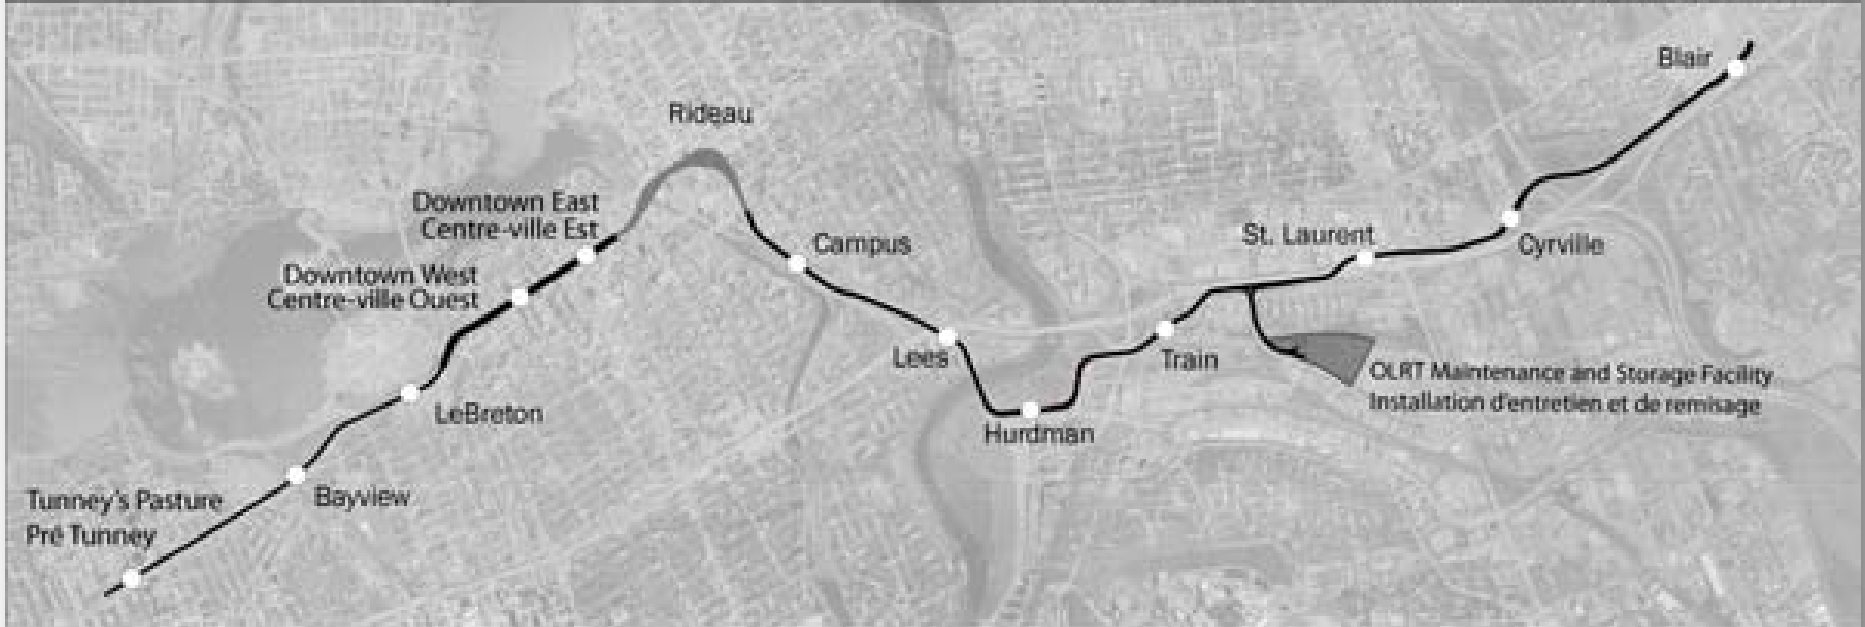 Blair
Rideau
Downtown East
Centre-ville Est
Campus
St. Laurent
Cyrville
Downtown West
Centre-ville Ouest
Lees
Train
OLRT Maintenance and Storage Facility
Installation d'entretien et de remisage
LeBreton
Hurdman
Bayview
Tunney's Pasture
Pré Tunney